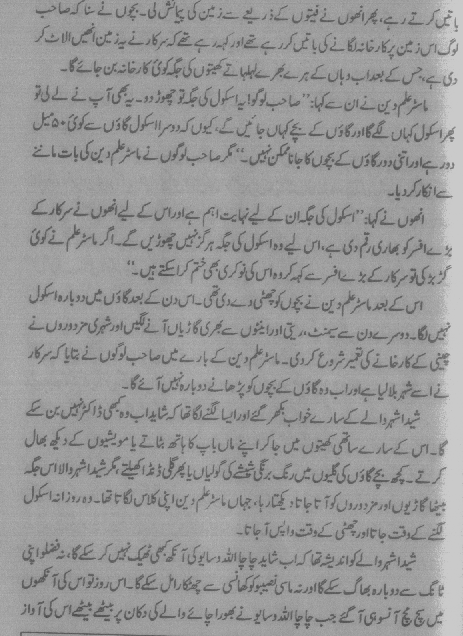 باتیں کرتے رہے، پھر انھوں نے فیتوں کے ذریعے سے زمین کی پیمائش لی۔ بچوں نے سنا کہ صاحب
لوگ اس زمین پر کارخانہ لگانے کی باتیں کر رہے تھے اور کہہ رہے تھے کہ سرکار نے یہ زمین انھیں الاٹ کر
دی ہے، جس کے بعد اب وہاں کے ہرے بھرے لہلہاتے کھیتوں کی جگہ کوئی کارخانہ بن جائے گا۔
ماسٹر علم دین نے ان سے کہا: ”صاحب لوگو! یہ اسکول کی جگہ تو چھوڑ دو۔ یہ بھی آپ نے لے لی تو
پھر اسکول کہاں لگے گا اور گاؤں کے بچے کہاں جائیں گے، کیوں کہ دوسرا اسکول گاؤں سے کوئی ۵۰ میل
دور ہے اور اتنی دور گاؤں کے بچوں کا جانا ممکن نہیں۔“ مگر صاحب لوگوں نے ماسٹر علم دین کی بات ماننے
سے انکار کر دیا۔
انھوں نے کہا: ”اسکول کی جگہ ان کے لیے نہایت اہم ہے اور اس کے لیے انھوں نے سرکار کے
بڑے افسر کو بھاری رقم دی ہے، اس لیے وہ اسکول کی جگہ ہرگز نہیں چھوڑیں گے۔ اگر ماسٹر علم نے کوئی
گڑبڑ کی تو سرکار کے بڑے افسر سے کہہ کر وہ اس کی نوکری بھی ختم کرا سکتے ہیں۔“
اس کے بعد ماسٹر علم دین نے بچوں کو چھٹی دے دی تھی۔ اس دن کے بعد گاؤں میں دوبارہ اسکول
نہیں لگا۔ دوسرے دن سے سیمنٹ، ریتی اور اینٹوں سے بھری گاڑیاں آنے لگیں اور شہری مزدوروں نے
چینی کے کارخانے کی تعمیر شروع کر دی۔ ماسٹر علم دین کے بارے میں صاحب لوگوں نے بتایا کہ سرکار
نے اسے شہر بلا لیا ہے اور اب وہ گاؤں کے بچوں کو پڑھانے دوبارہ نہیں آئے گا۔
شیدا شہر والے کے سارے خواب بکھر گئے اور ایسا لگنے لگا تھا کہ شاید اب وہ کبھی ڈاکٹر نہیں بن سکے
گا۔ اس کے سارے ساتھی کھیتوں میں جا کر اپنے ماں باپ کا ہاتھ بٹاتے یا مویشیوں کے دیکھ بھال
کرتے۔ کچھ بچے گاؤں کی گلیوں میں رنگ برنگی شیشے کی گولیاں یا پھر گلی ڈنڈا کھیلتے، مگر شیدا شہر والا اس جگہ
بیٹھا گاڑیوں اور مزدوروں کو آتا جاتا دیکھتا رہا، جہاں ماسٹر علم دین اپنی کلاس لگاتا تھا۔ وہ روزانہ اسکول
لگنے کے وقت جاتا اور چھٹی کے وقت واپس آ جاتا۔
شیدا شہر والے کو اندیشہ تھا کہ اب شاید چاچا اللہ وسایو کی آنکھ بھی ٹھیک نہیں کر سکے گا، نہ فضلو اپنی
ٹانگ سے دوبارہ بھاگ سکے گا اور نہ ماسی نصیبو کو کھانسی سے چھٹکارا مل سکے گا۔ اس روز تو اس کی آنکھوں
میں سچ مچ آنسو ہی آ گئے جب چاچا اللہ وسایو نے بھورا چائے والے کی دکان پر بیٹھے بیٹھے اس کی آواز